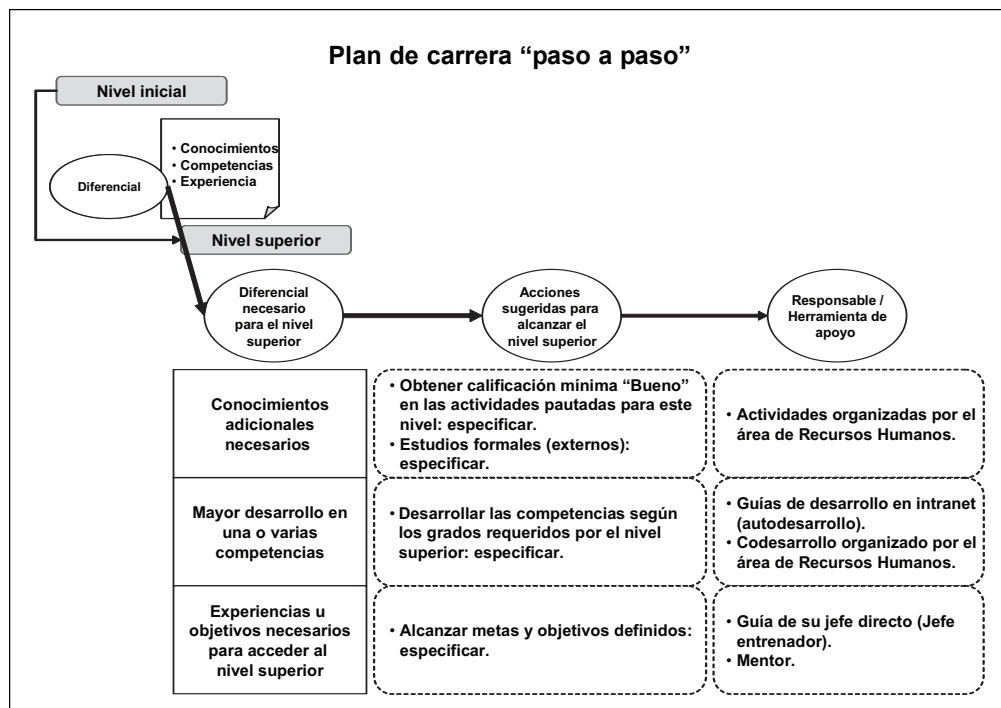 Plan de carrera “paso a paso”
Nivel inicial
• Conocimientos
• Competencias
• Experiencia
Diferencial
Nivel superior
Diferencial
necesario
para el nivel
superior
Acciones
sugeridas para
alcanzar el
nivel superior
Responsable /
Herramienta de
apoyo
Conocimientos
adicionales
necesarios
• Obtener calificación mínima “Bueno”
en las actividades pautadas para este
nivel: especificar.
• Estudios formales (externos):
especificar.
• Actividades organizadas por el
área de Recursos Humanos.
Mayor desarrollo en
una o varias
competencias
• Desarrollar las competencias según
los grados requeridos por el nivel
superior: especificar.
• Guías de desarrollo en intranet
(autodesarrollo).
• Codesarrollo organizado por el
área de Recursos Humanos.
Experiencias u
objetivos necesarios
para acceder al
nivel superior
• Alcanzar metas y objetivos definidos:
especificar.
• Guía de su jefe directo (Jefe
entrenador).
• Mentor.